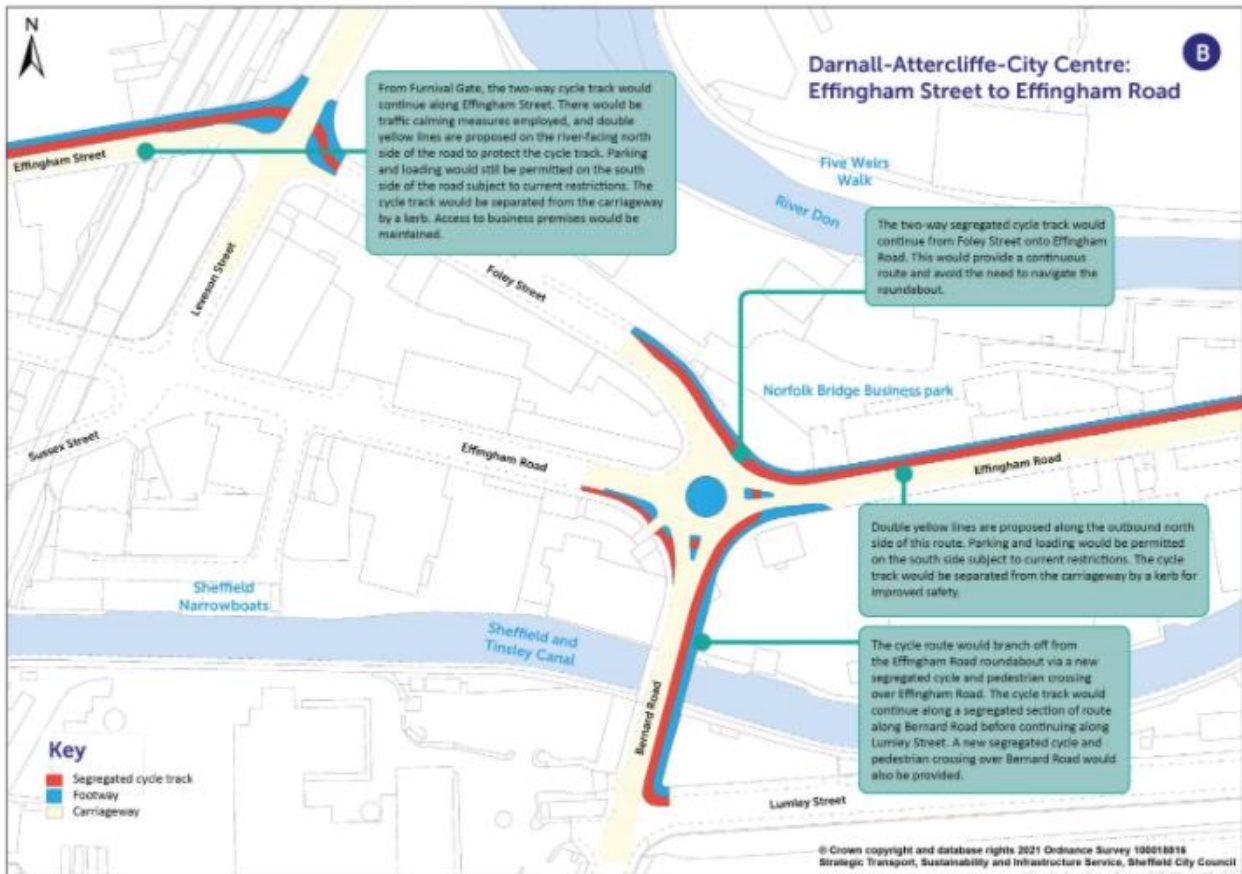 N
Darnall-Attercliffe-City Centre:
Effingham Street to Effingham Road
B
From Furnival Gate, the two-way cycle track would
continue along Effingham Street. There would be
traffic calming measures employed, and double
yellow lines are proposed on the river-facing north
side of the road to protect the cycle track. Parking
and loading would still be permitted on the south
side of the road subject to current restrictions. The
cycle track would be separated from the carriageway
by a kerb. Access to business premises would be
maintained.
Effingham Street
Five Weirs
Walk
River Don
The two-way segregated cycle track would
continue from Foley Street onto Effingham
Road. This would provide a continuous
route and avoid the need to navigate the
roundabout.
Leveson Street
Foley Street
Norfolk Bridge Business park
Sussex Street
Effingham Road
Effingham Road
Double yellow lines are proposed along the outbound north
side of this route. Parking and loading would be permitted
on the south side subject to current restrictions. The cycle
track would be separated from the carriageway by a kerb for
improved safety.
Sheffield
Narrowboats
Sheffield and
Tinsley Canal
The cycle route would branch off from
the Effingham Road roundabout via a new
segregated cycle and pedestrian crossing
over Effingham Road. The cycle track would
continue along a segregated section of route
along Bernard Road before continuing along
Lumley Street. A new segregated cycle and
pedestrian crossing over Bernard Road would
also be provided.
Bernard Road
Key
Segregated cycle track
Footway
Carriageway
Lumley Street
© Crown copyright and database rights 2021 Ordnance Survey 100018816
Strategic Transport, Sustainability and Infrastructure Service, Sheffield City Council